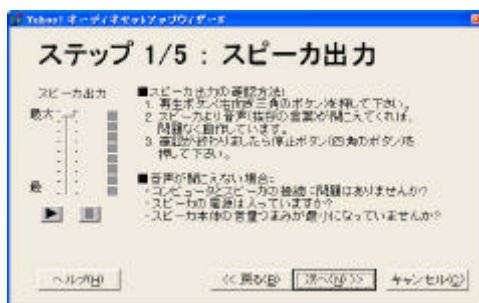 Yahoo! オーディオセットアップウィザード
ステップ 1/5 : スピーカ出力
スピーカ出力
最大
最
■スピーカ出力の確認方法:
1. 再生ボタン(右向き三角のボタン)を押して下さい。
2. スピーカより音声(挨拶の言葉)が聞こえてくれば、
問題なく動作しています。
3. 確認が終わりましたら停止ボタン(四角のボタン)を
押して下さい。
■音声が聞こえない場合:
・コンピュータとスピーカの接続に問題はありませんか?
・スピーカの電源は入っていますか?
・スピーカ本体の音量つまみが最小になっていませんか?
ヘルプ(H)
<< 戻る(B)
次へ(N) >>
キャンセル(C)